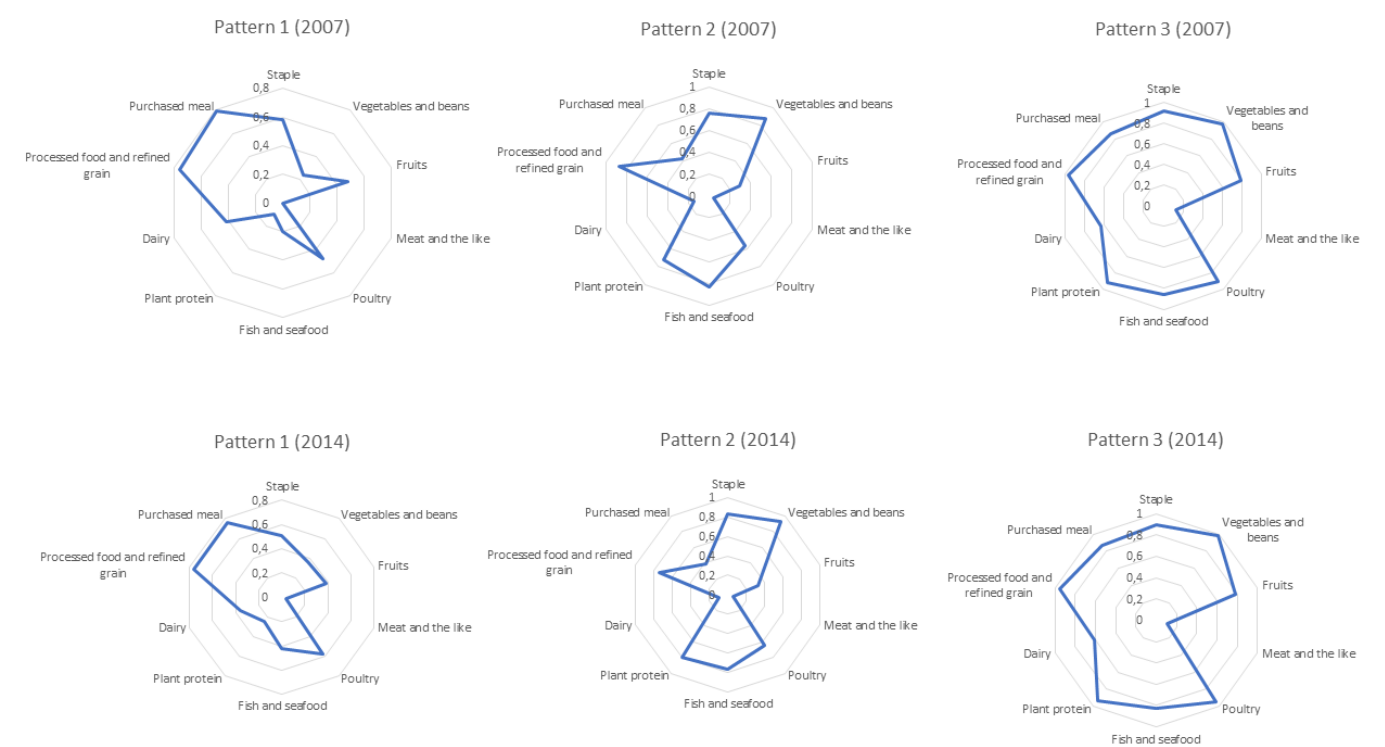 Pattern 1 (2007)
Staple
0,8
Vegetables and beans
0,6
Fruits
0,4
0,2
Meat and the like
0
Poultry
Fish and seafood
Plant protein
Dairy
Processed food and refined
grain
Purchased meal
Pattern 2 (2007)
Staple
1
Vegetables and beans
0,8
Fruits
0,6
0,4
Meat and the like
0,2
0
Poultry
Fish and seafood
Plant protein
Dairy
Processed food and
refined grain
Purchased meal
Pattern 3 (2007)
Staple
1
Vegetables and
beans
0,8
Fruits
0,6
0,4
Meat and the like
0,2
0
Poultry
Fish and seafood
Plant protein
Dairy
Processed food and
refined grain
Purchased meal
Pattern 1 (2014)
Staple
0,8
Vegetables and beans
0,6
Fruits
0,4
0,2
Meat and the like
0
Poultry
Fish and seafood
Plant protein
Dairy
Processed food and refined
grain
Purchased meal
Pattern 2 (2014)
Staple
1
Vegetables and beans
0,8
Fruits
0,6
0,4
Meat and the like
0,2
0
Poultry
Fish and seafood
Plant protein
Dairy
Processed food and refined
grain
Purchased meal
Pattern 3 (2014)
Staple
1
Vegetables and
beans
0,8
Fruits
0,6
0,4
Meat and the like
0,2
0
Poultry
Fish and seafood
Plant protein
Dairy
Processed food and
refined grain
Purchased meal